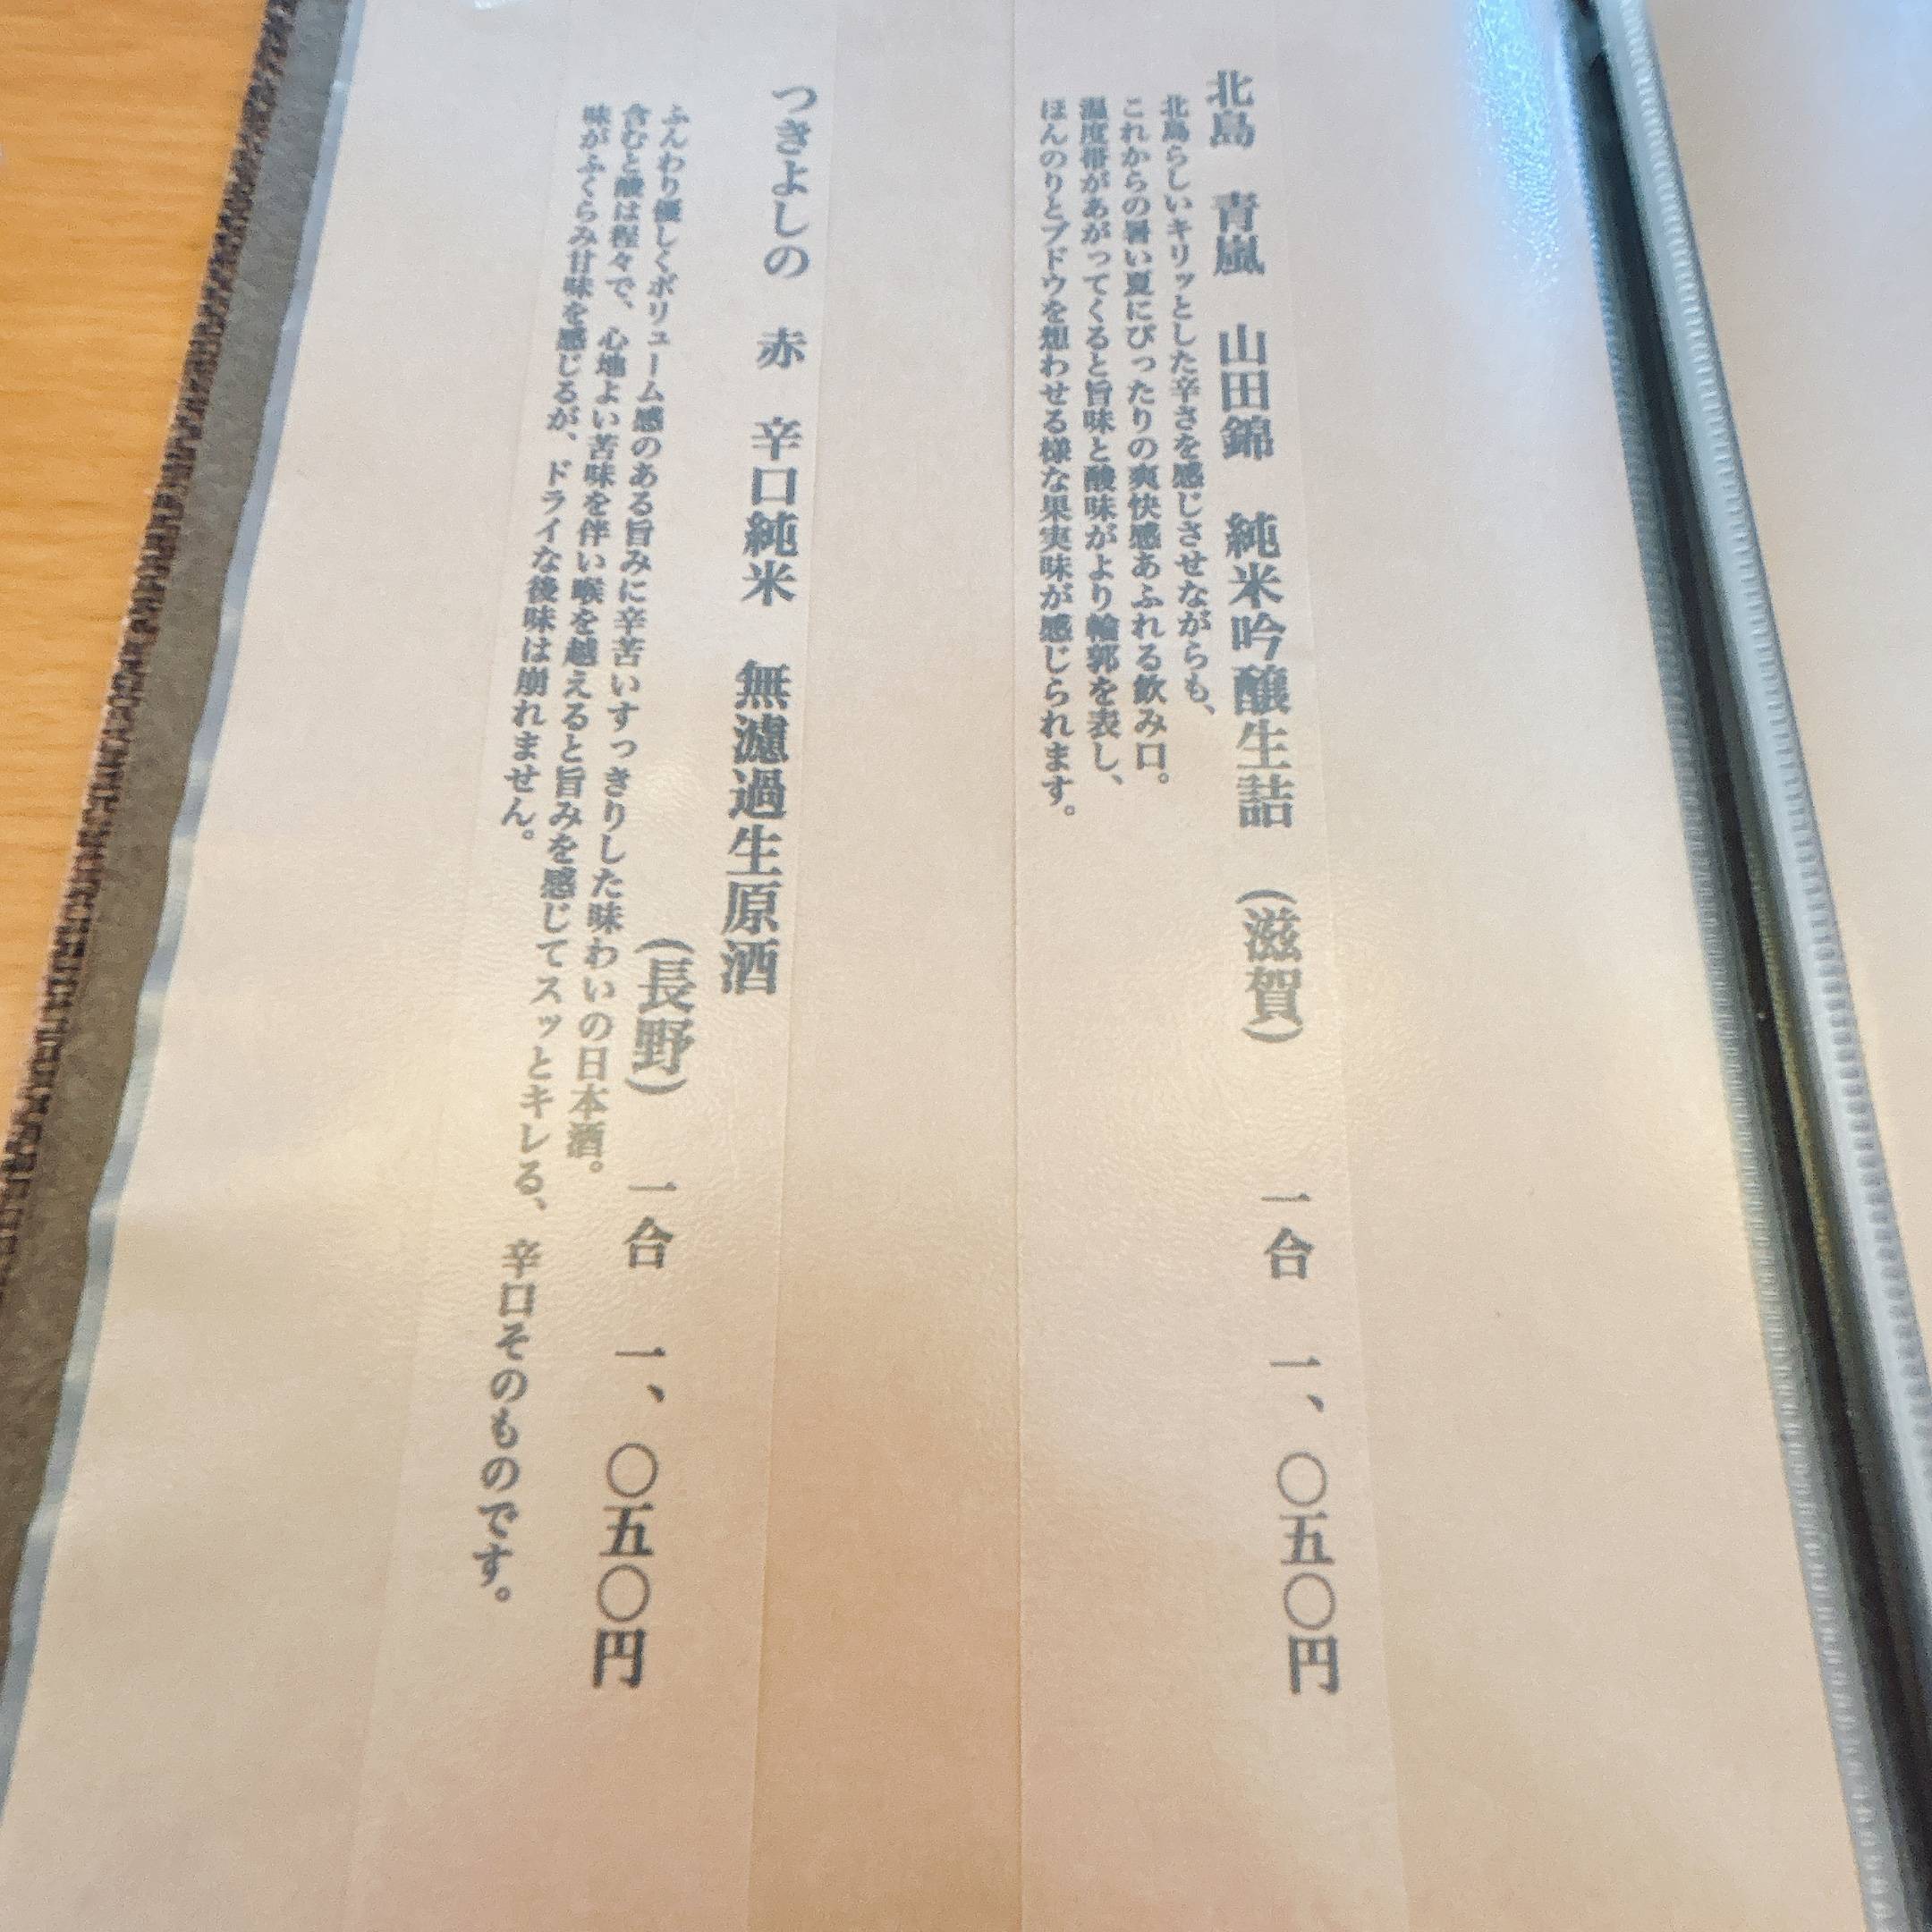 北島　青嵐　山田錦　純米吟醸生詰　(滋賀)　一合　一、〇五〇円
北島らしいキリッとした辛さを感じさせながらも、
これからの暑い夏にぴったりの爽快感あふれる飲み口。
温度帯があがってくると旨味と酸味がより輪郭を表し、
ほんのりとブドウを想わせる様な果実味が感じられます。
つきよしの　赤　辛口純米　無濾過生原酒
(長野)　一合　一、〇五〇円
ふんわり優しくボリューム感のある旨みに辛苦いすっきりした味わいの日本酒。
含むと酸は程々で、心地よい苦味を伴い喉を越えると旨みを感じてスッとキレる、辛口そのものです。
味がふくらみ甘味を感じるが、ドライな後味は崩れません。